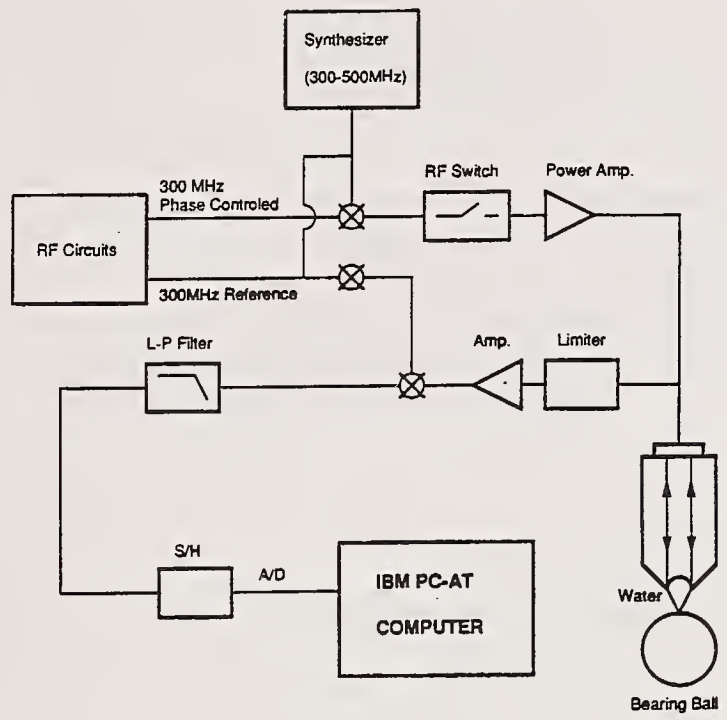 Synthesizer
(300-500MHz)
RF Switch
Power Amp.
300 MHz
Phase Controled
RF Circuits
300MHz Reference
L-P Filter
Amp.
Limiter
S/H
A/D
IBM PC-AT
COMPUTER
Water
Bearing Ball